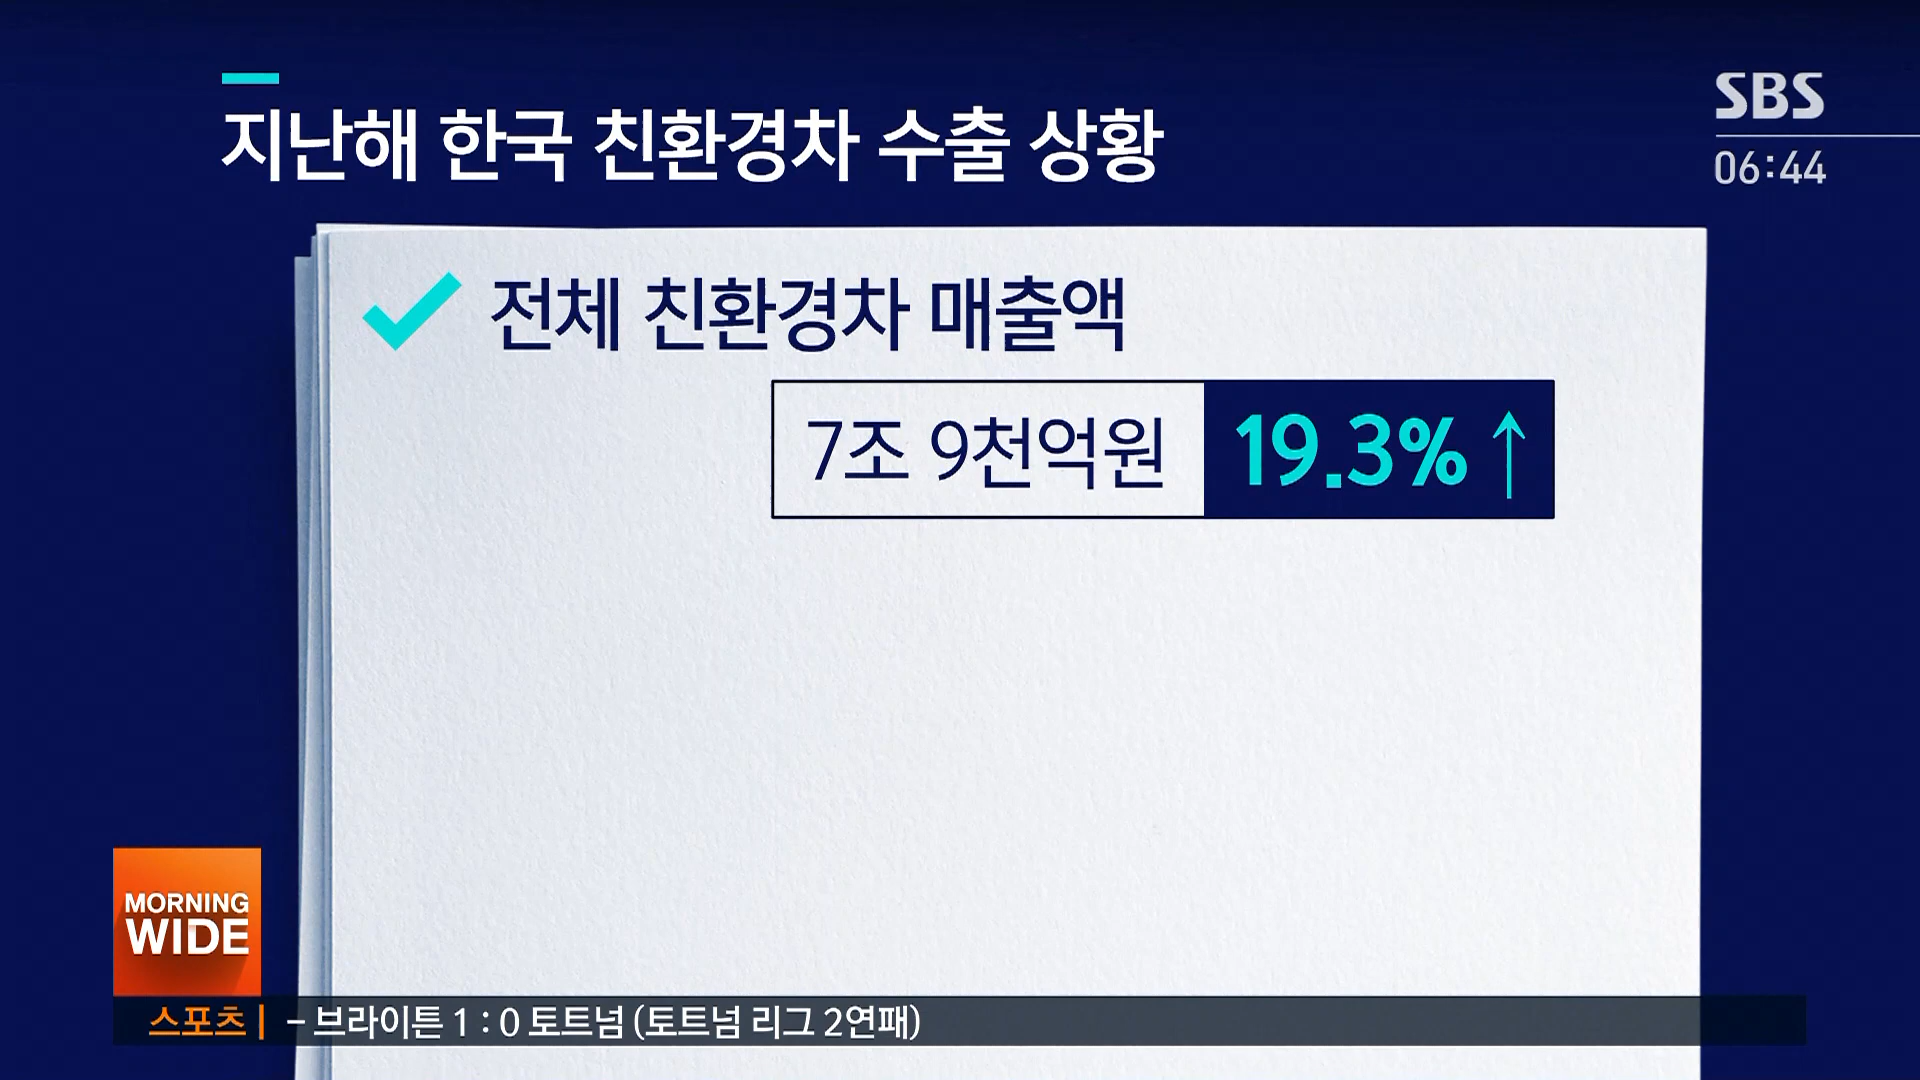 지난해 한국 친환경차 수출 상황
SBS
06:44
전체 친환경차 매출액
7조 9천억원 19.3% ↑
MORNING
WIDE
스포츠 | – 브라이튼 1 : 0 토트넘 (토트넘 리그 2연패)